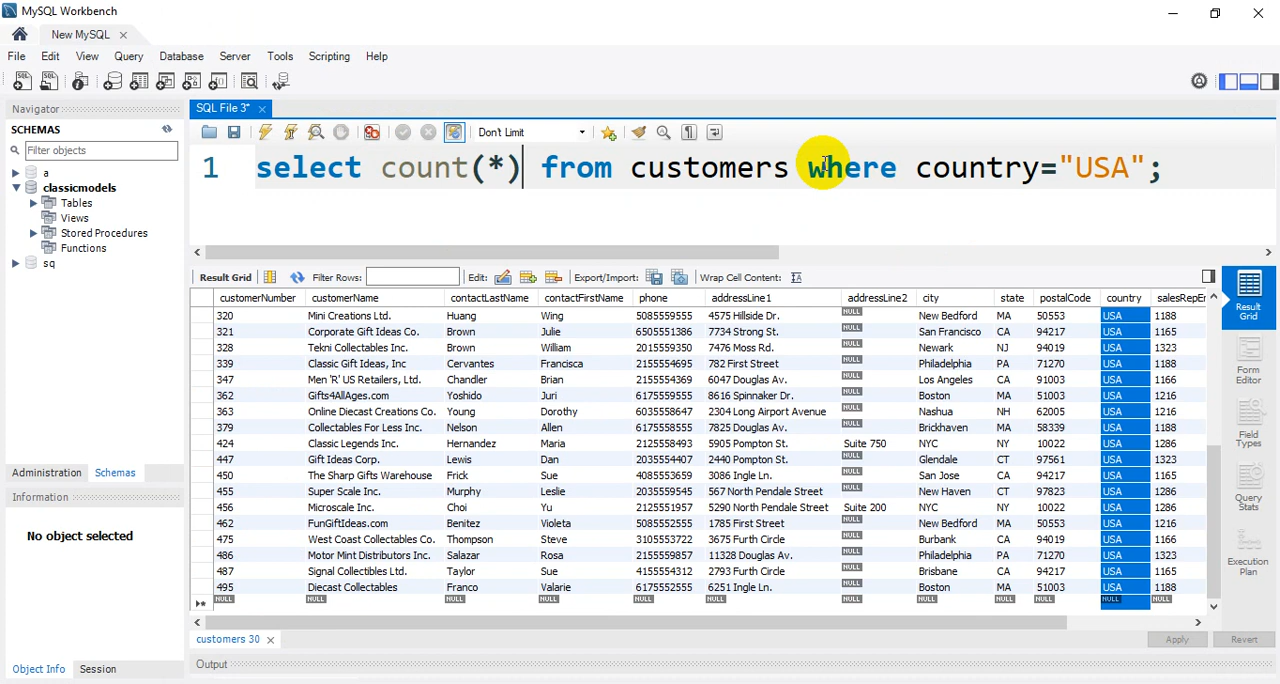 MySQL Workbench
New MySQL
File Edit View Query Database Server Tools Scripting Help
Navigator
SCHEMAS
Filter objects
a
classicmodels
Tables
Views
Stored Procedures
Functions
sq
Administration Schemas
Information
No object selected
Object Info Session
SQL File 3*
Don't Limit
1 select count(*) from customers where country="USA";
Result Grid Filter Rows: Edit: Export/Import: Wrap Cell Content:
customerNumber customerName contactLastName contactFirstName phone addressLine1 addressLine2 city state postalCode country salesRepEm
320 Mini Creations Ltd. Huang Wing 5085559555 4575 Hillside Dr. NULL New Bedford MA 50553 USA 1188
321 Corporate Gift Ideas Co. Brown Julie 6505551386 7734 Strong St. NULL San Francisco CA 94217 USA 1165
328 Tekni Collectables Inc. Brown William 2015559350 7476 Moss Rd. NULL Newark NJ 94019 USA 1323
339 Classic Gift Ideas, Inc Cervantes Francisca 2155554695 782 First Street NULL Philadelphia PA 71270 USA 1188
347 Men 'R' US Retailers, Ltd. Chandler Brian 2155554369 6047 Douglas Av. NULL Los Angeles CA 91003 USA 1166
362 Gifts4AllAges.com Yoshido Juri 6175559555 8616 Spinnaker Dr. NULL Boston MA 51003 USA 1216
363 Online Diecast Creations Co. Young Dorothy 6035558647 2304 Long Airport Avenue NULL Nashua NH 62005 USA 1216
379 Collectables For Less Inc. Nelson Allen 6175558555 7825 Douglas Av. NULL Brickhaven MA 58339 USA 1188
424 Classic Legends Inc. Hernandez Maria 2125558493 5905 Pompton St. Suite 750 NYC NY 10022 USA 1286
447 Gift Ideas Corp. Lewis Dan 2035554407 2440 Pompton St. NULL Glendale CT 97561 USA 1323
450 The Sharp Gifts Warehouse Frick Sue 4085553659 3086 Ingle Ln. NULL San Jose CA 94217 USA 1165
455 Super Scale Inc. Murphy Leslie 2035559545 567 North Pendale Street NULL New Haven CT 97823 USA 1286
456 Microscale Inc. Choi Yu 2125551957 5290 North Pendale Street Suite 200 NYC NY 10022 USA 1286
462 FunGiftIdeas.com Benitez Violeta 5085552555 1785 First Street NULL New Bedford MA 50553 USA 1216
475 West Coast Collectables Co. Thompson Steve 3105553722 3675 Furth Circle NULL Burbank CA 94019 USA 1166
486 Motor Mint Distributors Inc. Salazar Rosa 2155559857 11328 Douglas Av. NULL Philadelphia PA 71270 USA 1323
487 Signal Collectibles Ltd. Taylor Sue 4155554312 2793 Furth Circle NULL Brisbane CA 94217 USA 1165
495 Diecast Collectables Franco Valarie 6175552555 6251 Ingle Ln. NULL Boston MA 51003 USA 1188
NULL NULL NULL NULL NULL NULL NULL NULL NULL NULL NULL NULL
Result
Grid
Form
Editor
Field
Types
Query
Stats
Execution
Plan
customers 30
Apply Revert
Output